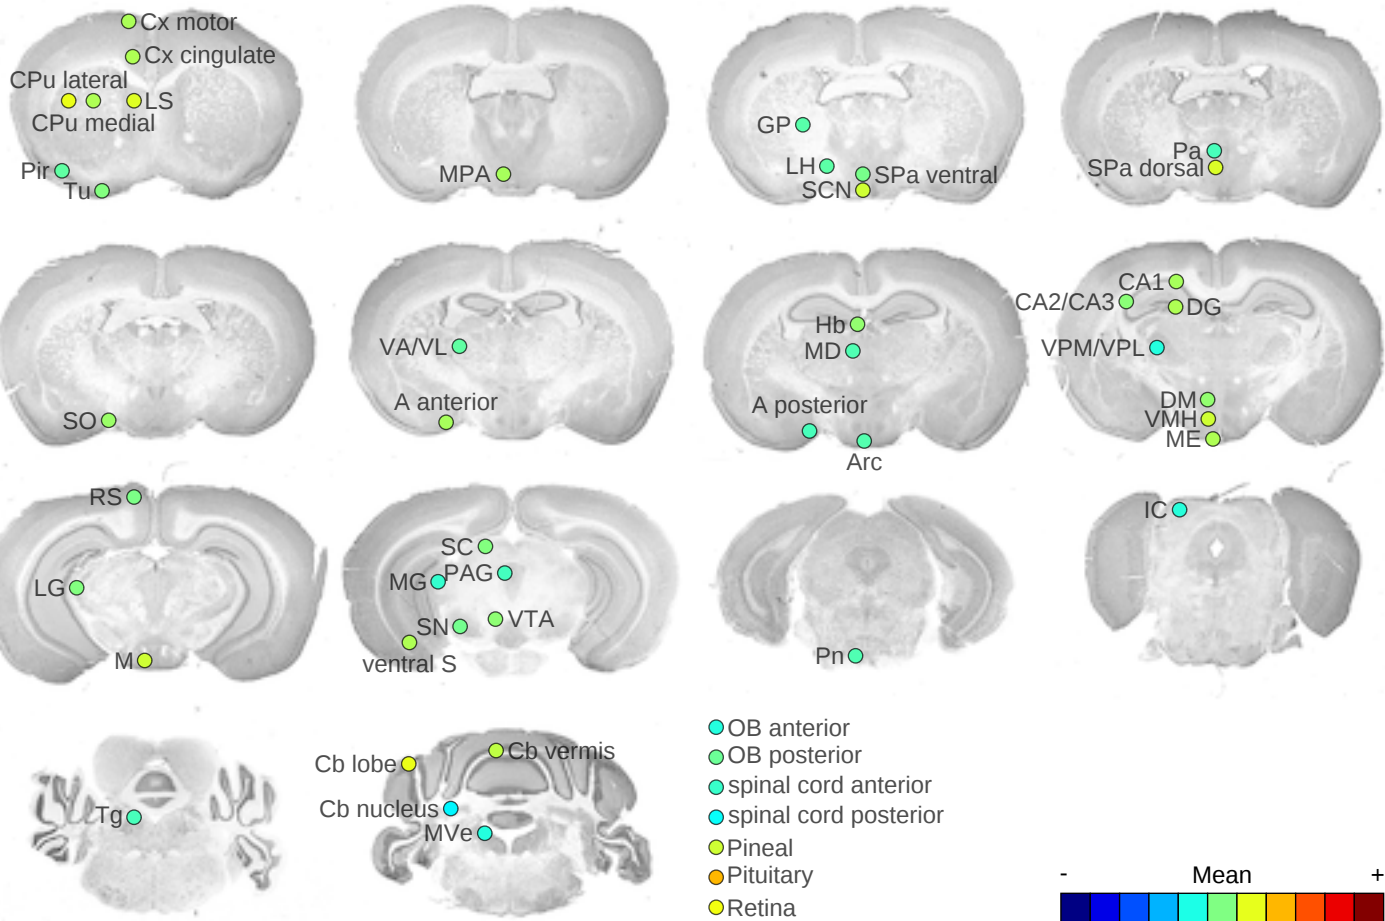 Cx motor
Cx cingulate
CPu lateral
LS
CPu medial
Pir
Tu
MPA
GP
LH
SPa ventral
SCN
Pa
SPa dorsal
SO
VA/VL
A anterior
Hb
MD
A posterior
Arc
CA1
CA2/CA3
DG
VPM/VPL
DM
VMH
ME
RS
LG
M
SC
MG
PAG
SN
VTA
ventral S
Pn
IC
Tg
Cb lobe
Cb vermis
Cb nucleus
MVe
OB anterior
OB posterior
spinal cord anterior
spinal cord posterior
Pineal
Pituitary
Retina
- Mean +